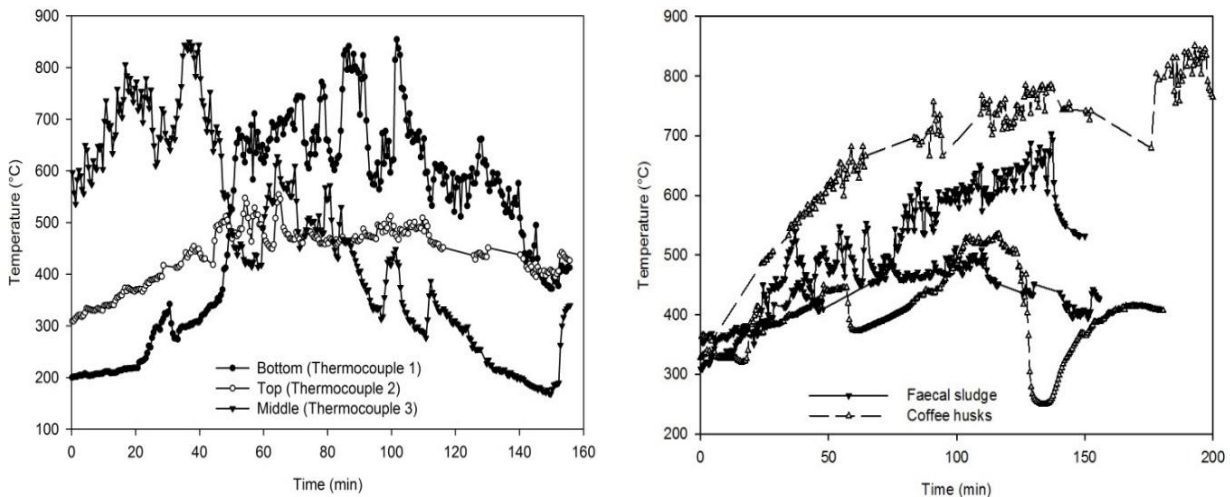 900
800
700
600
500
400
300
200
100
Temperature (°C)
Bottom (Thermocouple 1)
Top (Thermocouple 2)
Middle (Thermocouple 3)
0 20 40 60 80 100 120 140 160
Time (min)
900
800
700
600
500
400
300
200
Temperature (°C)
Faecal sludge
Coffee husks
0 50 100 150 200
Time (min)